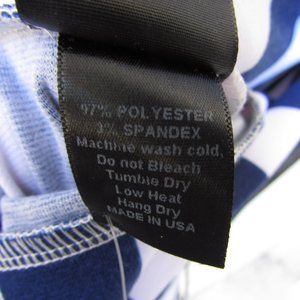 97% POLYESTER
3% SPANDEX
Machine wash cold,
Do not Bleach
Tumble Dry
Low Heat
Hang Dry
MADE IN USA